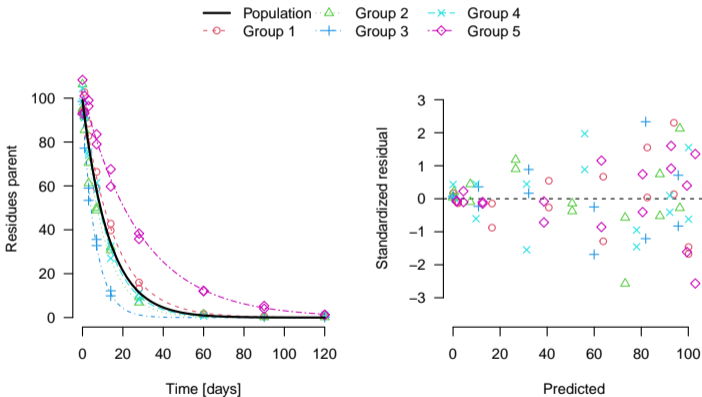 Population Group 2 Group 4
Group 1 Group 3 Group 5
Residues parent
100
80
60
40
20
0
0 20 40 60 80 100 120
Time [days]
Standardized residual
3
2
1
0
−1
−2
−3
0 20 40 60 80 100
Predicted